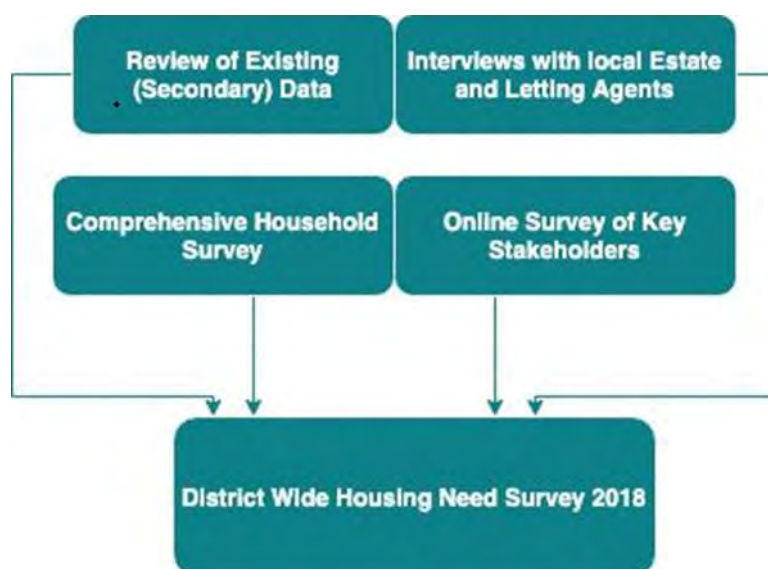 Review of Existing
(Secondary) Data
Interviews with local Estate
and Letting Agents
Comprehensive Household
Survey
Online Survey of Key
Stakeholders
District Wide Housing Need Survey 2018